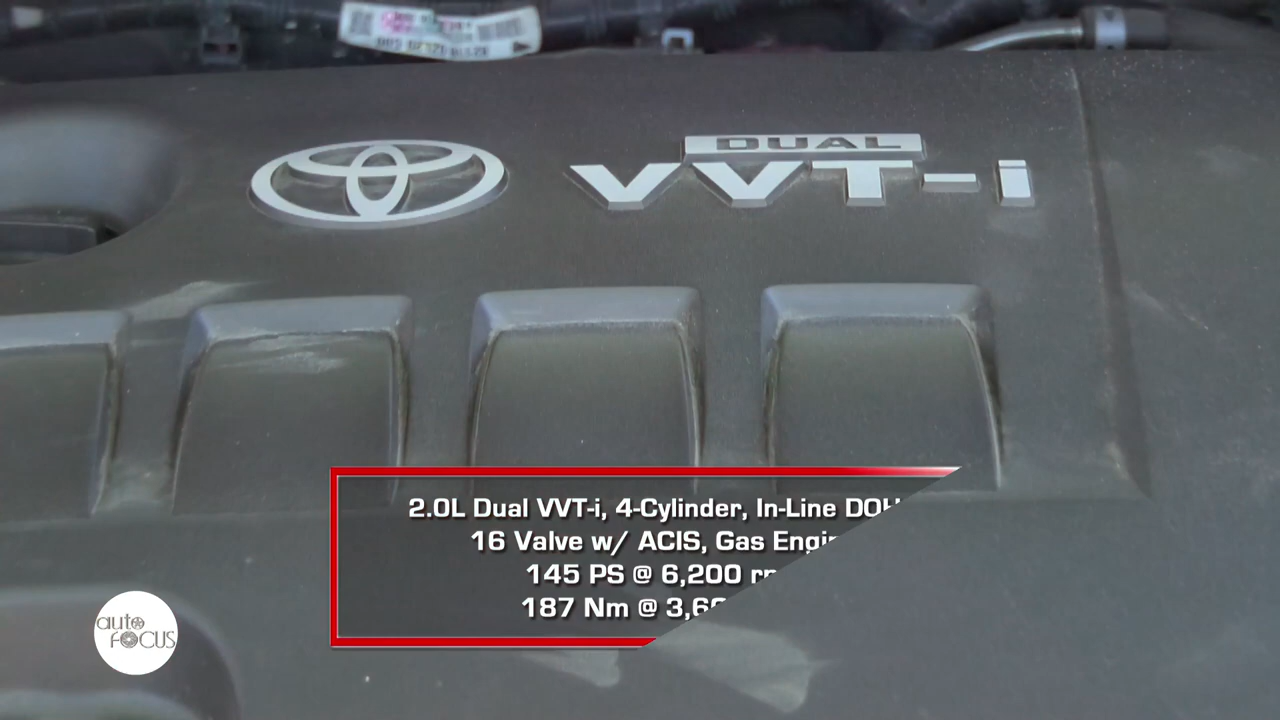 DUAL
VVT-i
2.0L Dual VVT-i, 4-Cylinder, In-Line
16 Valve w/ ACIS, Gas
145 PS @ 6,200
187 Nm @
auto
FOCUS